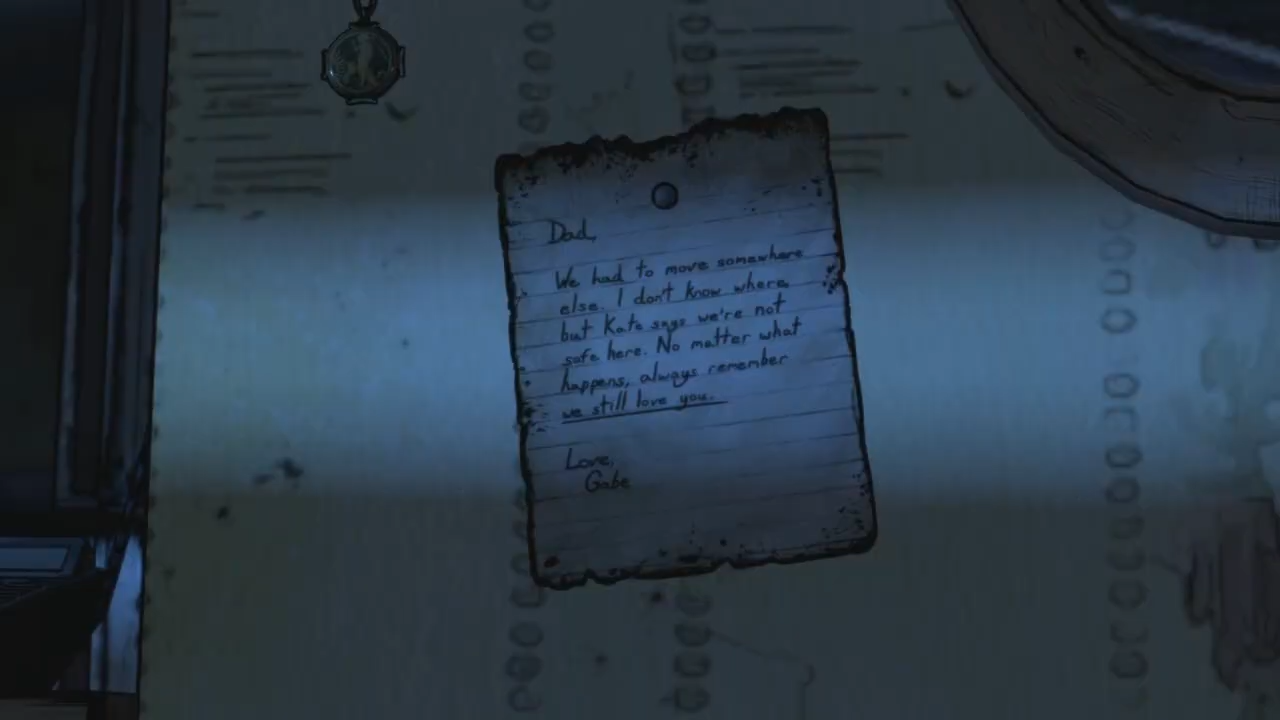 Dad,
We had to move somewhere
else. I don't know where
but Kate says we're not
safe here. No matter what
happens, always remember
we still love you.
Love,
Gabe